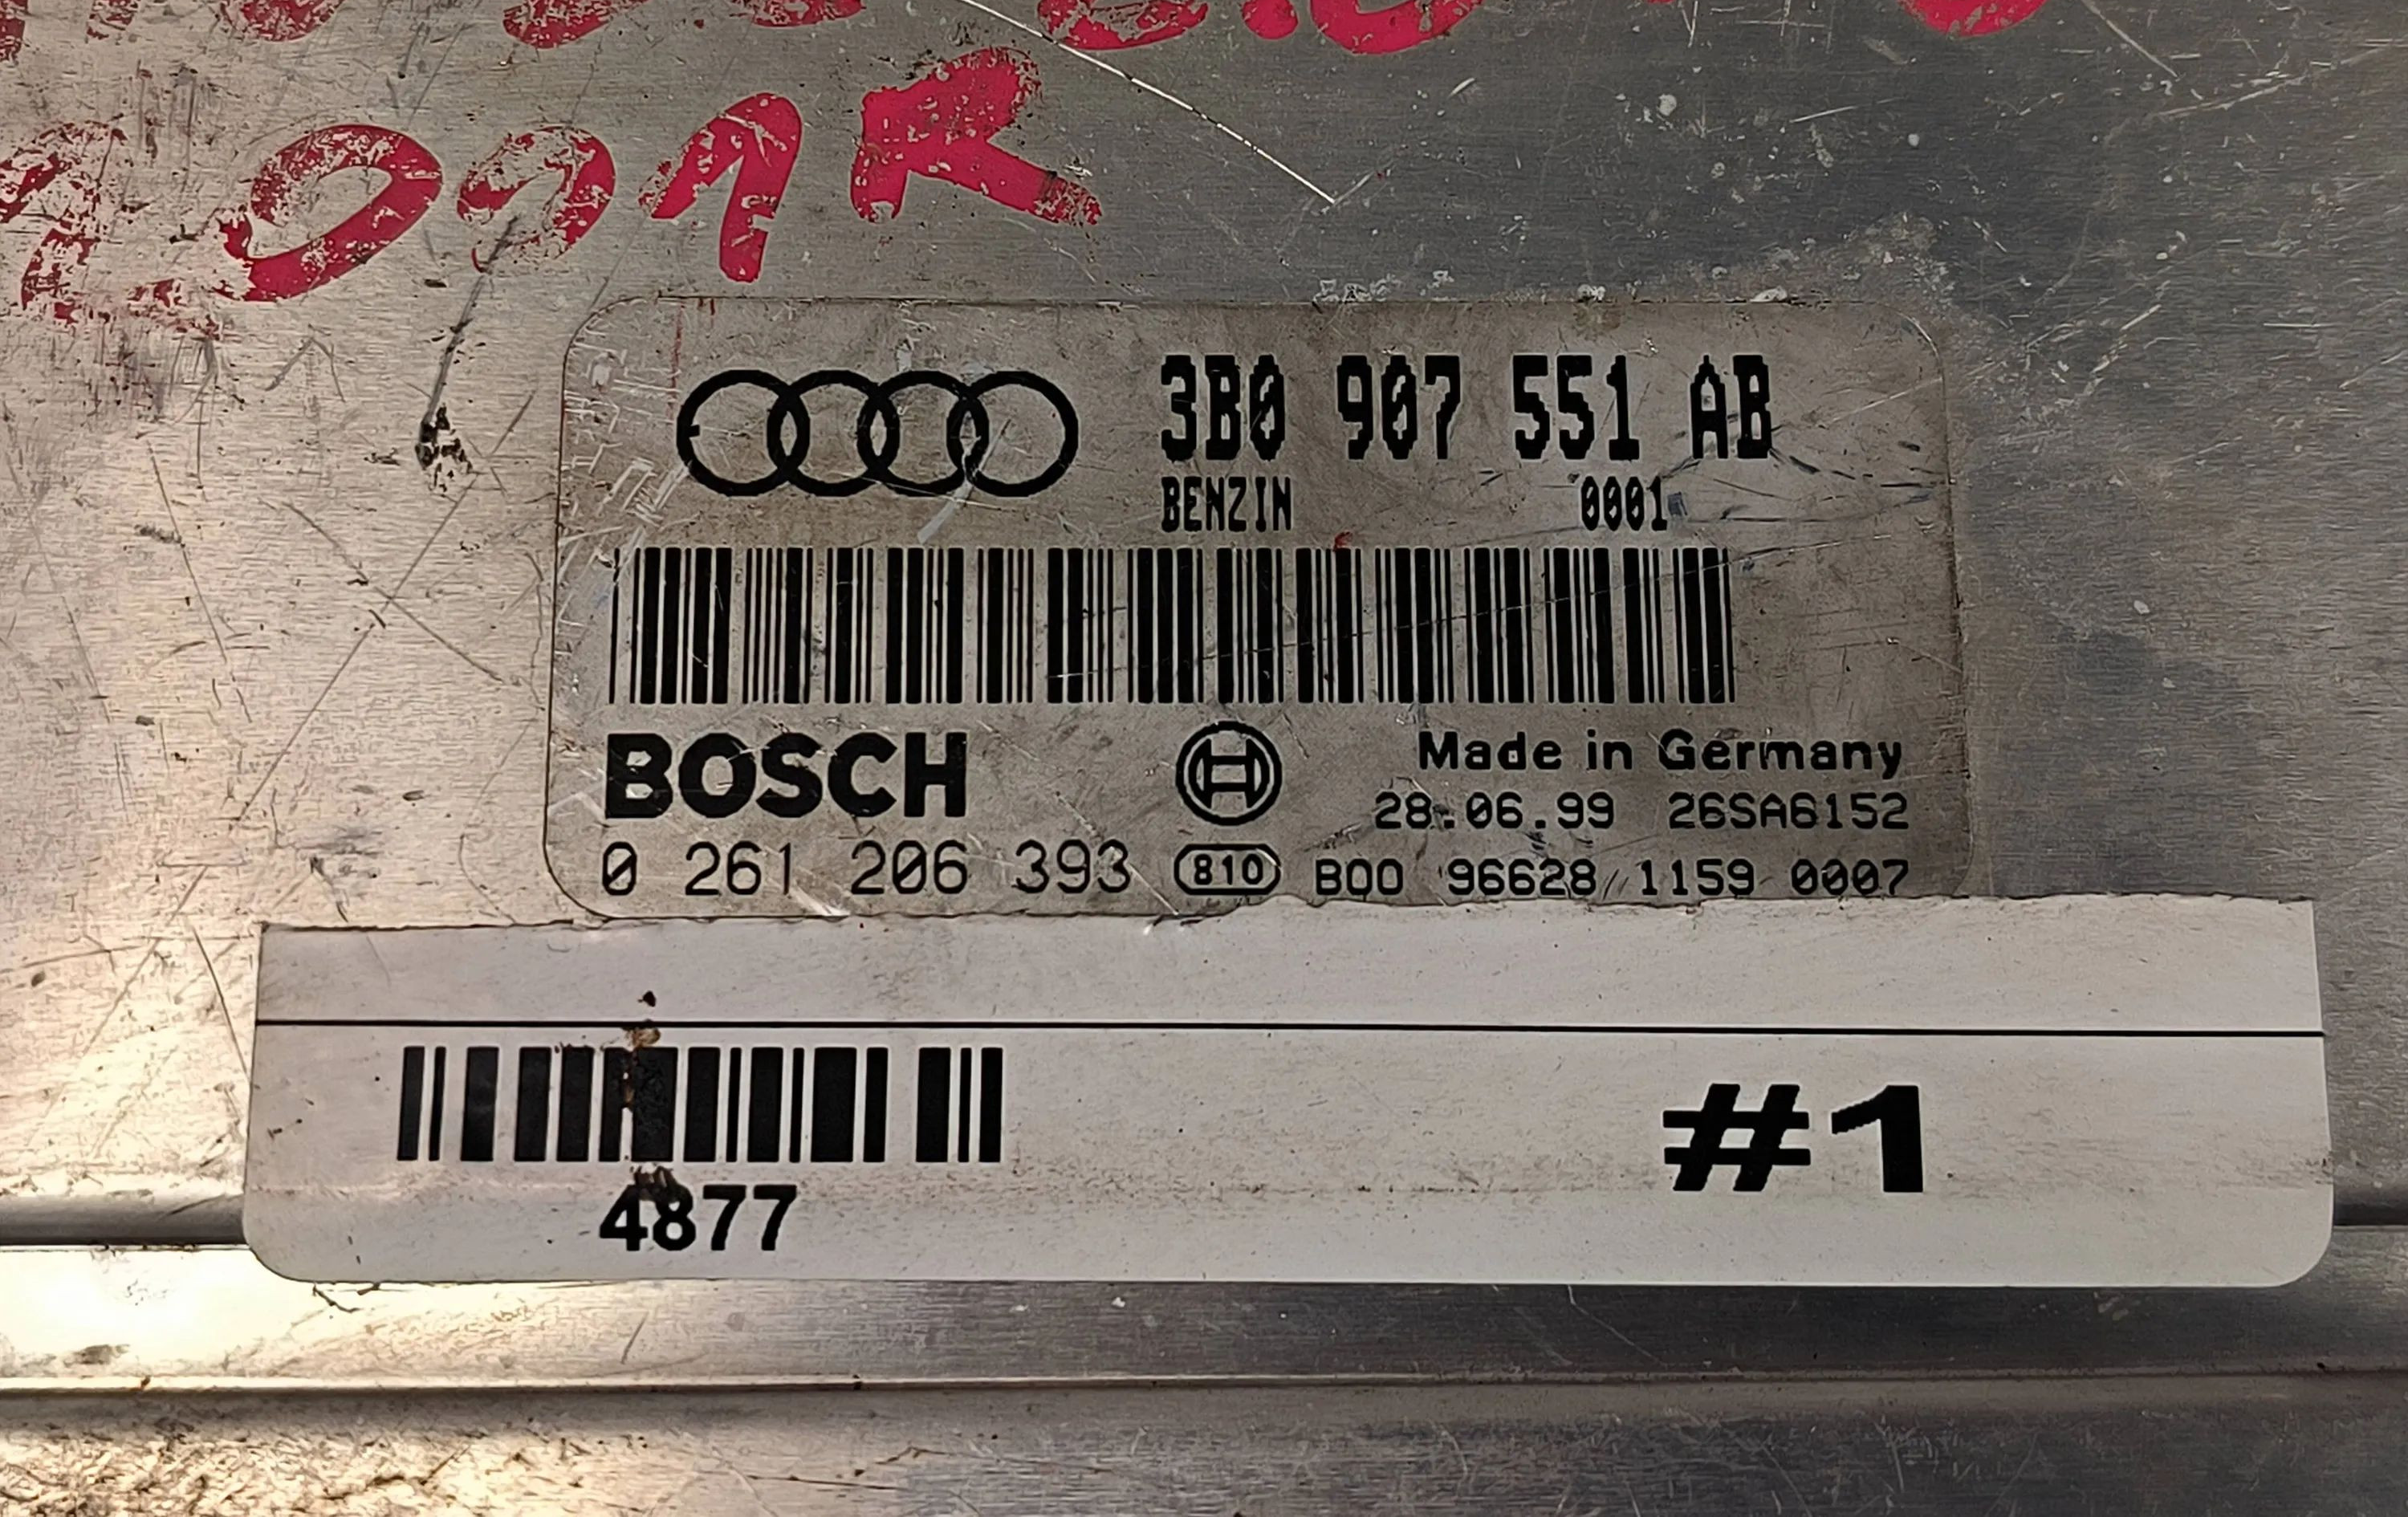 2001R
3B0 907 551 AB
BENZIN 0001
BOSCH Made in Germany
28.06.99 26SA6152
0 261 206 393 810 B00 96628 1159 0007
4877 #1